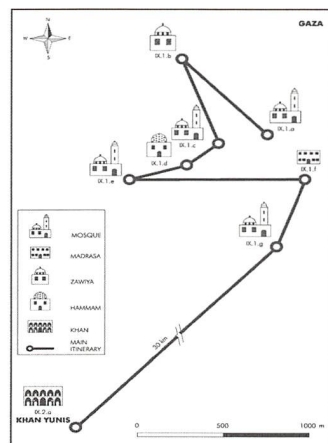 GAZA
N
W
E
S
IX.1.b
IX.1.a
IX.1.c
IX.1.d
IX.1.e
IX.1.f
IX.1.g
MOSQUE
MADRASA
ZAWIYA
HAMMAM
KHAN
MAIN
ITINERARY
30 km
IX.2.a
KHAN YUNIS
0 500 1000 m